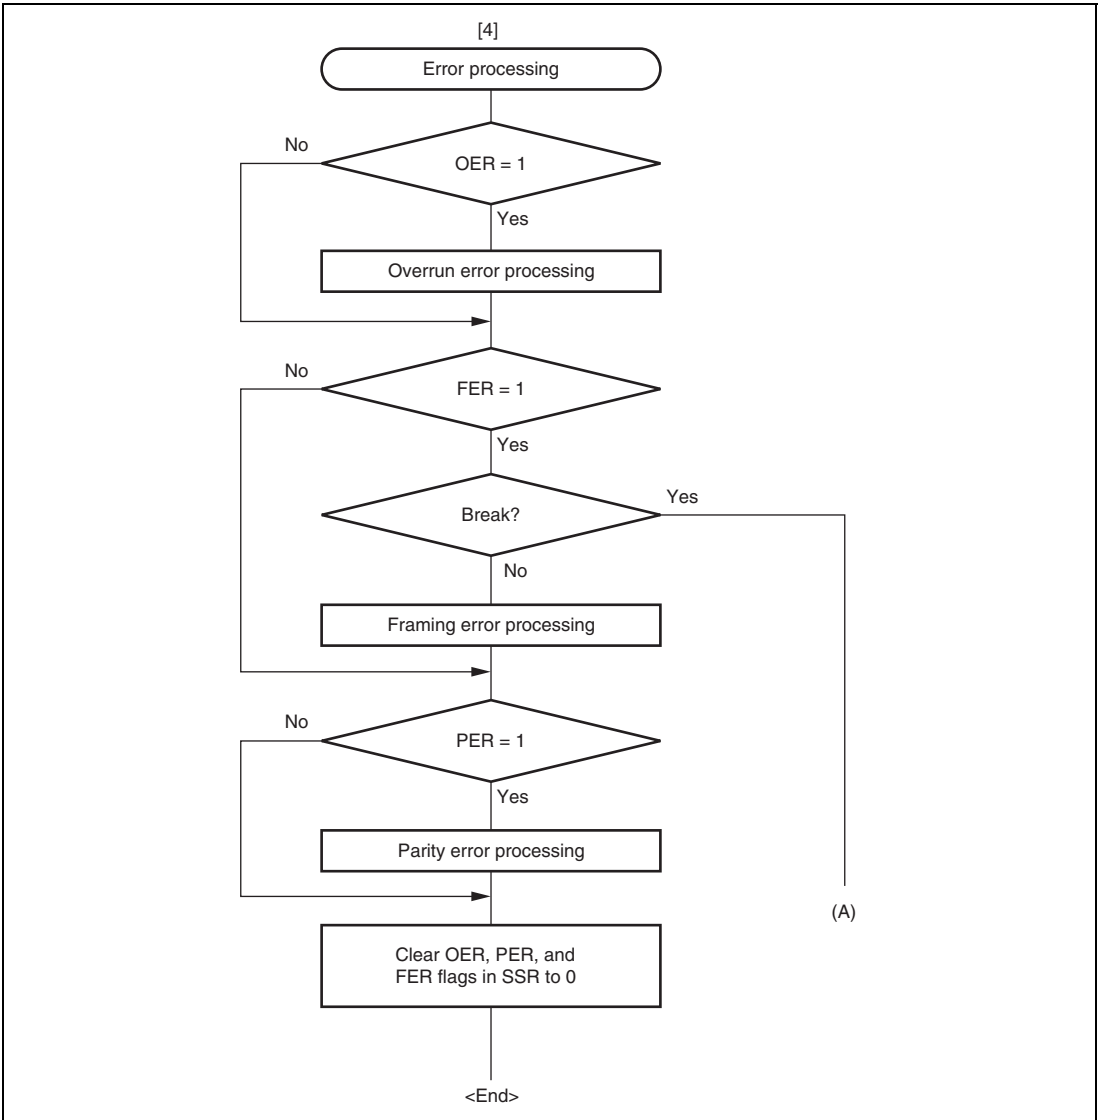 [4]
Error processing
No
OER = 1
Yes
Overrun error processing
No
FER = 1
Yes
Break?
Yes
No
Framing error processing
No
PER = 1
Yes
Parity error processing
(A)
Clear OER, PER, and
FER flags in SSR to 0
<End>